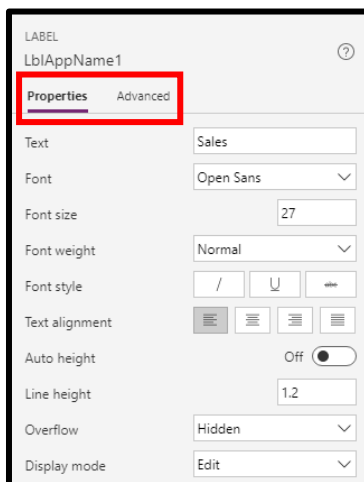 LABEL
LblAppName1
?
Properties Advanced
Text Sales
Font Open Sans
Font size 27
Font weight Normal
Font style / U abc
Text alignment
Auto height Off
Line height 1.2
Overflow Hidden
Display mode Edit